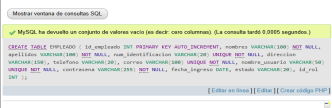 Mostrar ventana de consultas SQL
MySQL ha devuelto un conjunto de valores vacío (es decir: cero columnas). (La consulta tardó 0,0005 segundos.)
CREATE TABLE EMPLEADO ( id_empleado INT PRIMARY KEY AUTO_INCREMENT, nombres VARCHAR(100) NOT NULL,
apellidos VARCHAR(100) NOT NULL, num_identificacion VARCHAR(20) UNIQUE NOT NULL, direccion
VARCHAR(150), telefono VARCHAR(20), correo VARCHAR(100) UNIQUE NOT NULL, nombre_usuario VARCHAR(50)
UNIQUE NOT NULL, contrasena VARCHAR(255) NOT NULL, fecha_ingreso DATE, estado VARCHAR(20), id_rol
INT );
[ Editar en línea ] [ Editar ] [ Crear código PHP ]